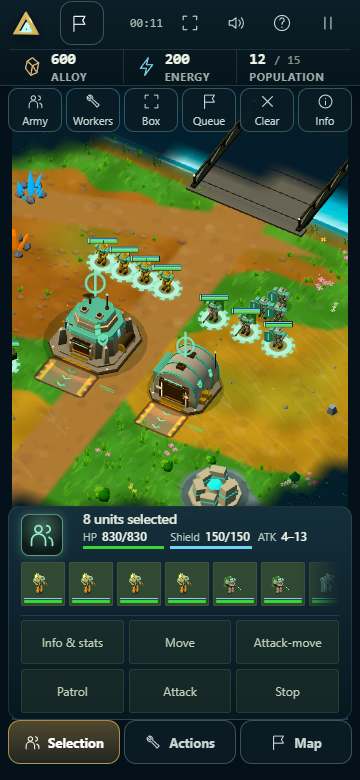 00:11
600 ALLOY
200 ENERGY
12 / 15 POPULATION
Army Workers Box Queue Clear Info
8 units selected
HP 830/830 Shield 150/150 ATK 4–13
Info & stats Move Attack-move
Patrol Attack Stop
Selection Actions Map